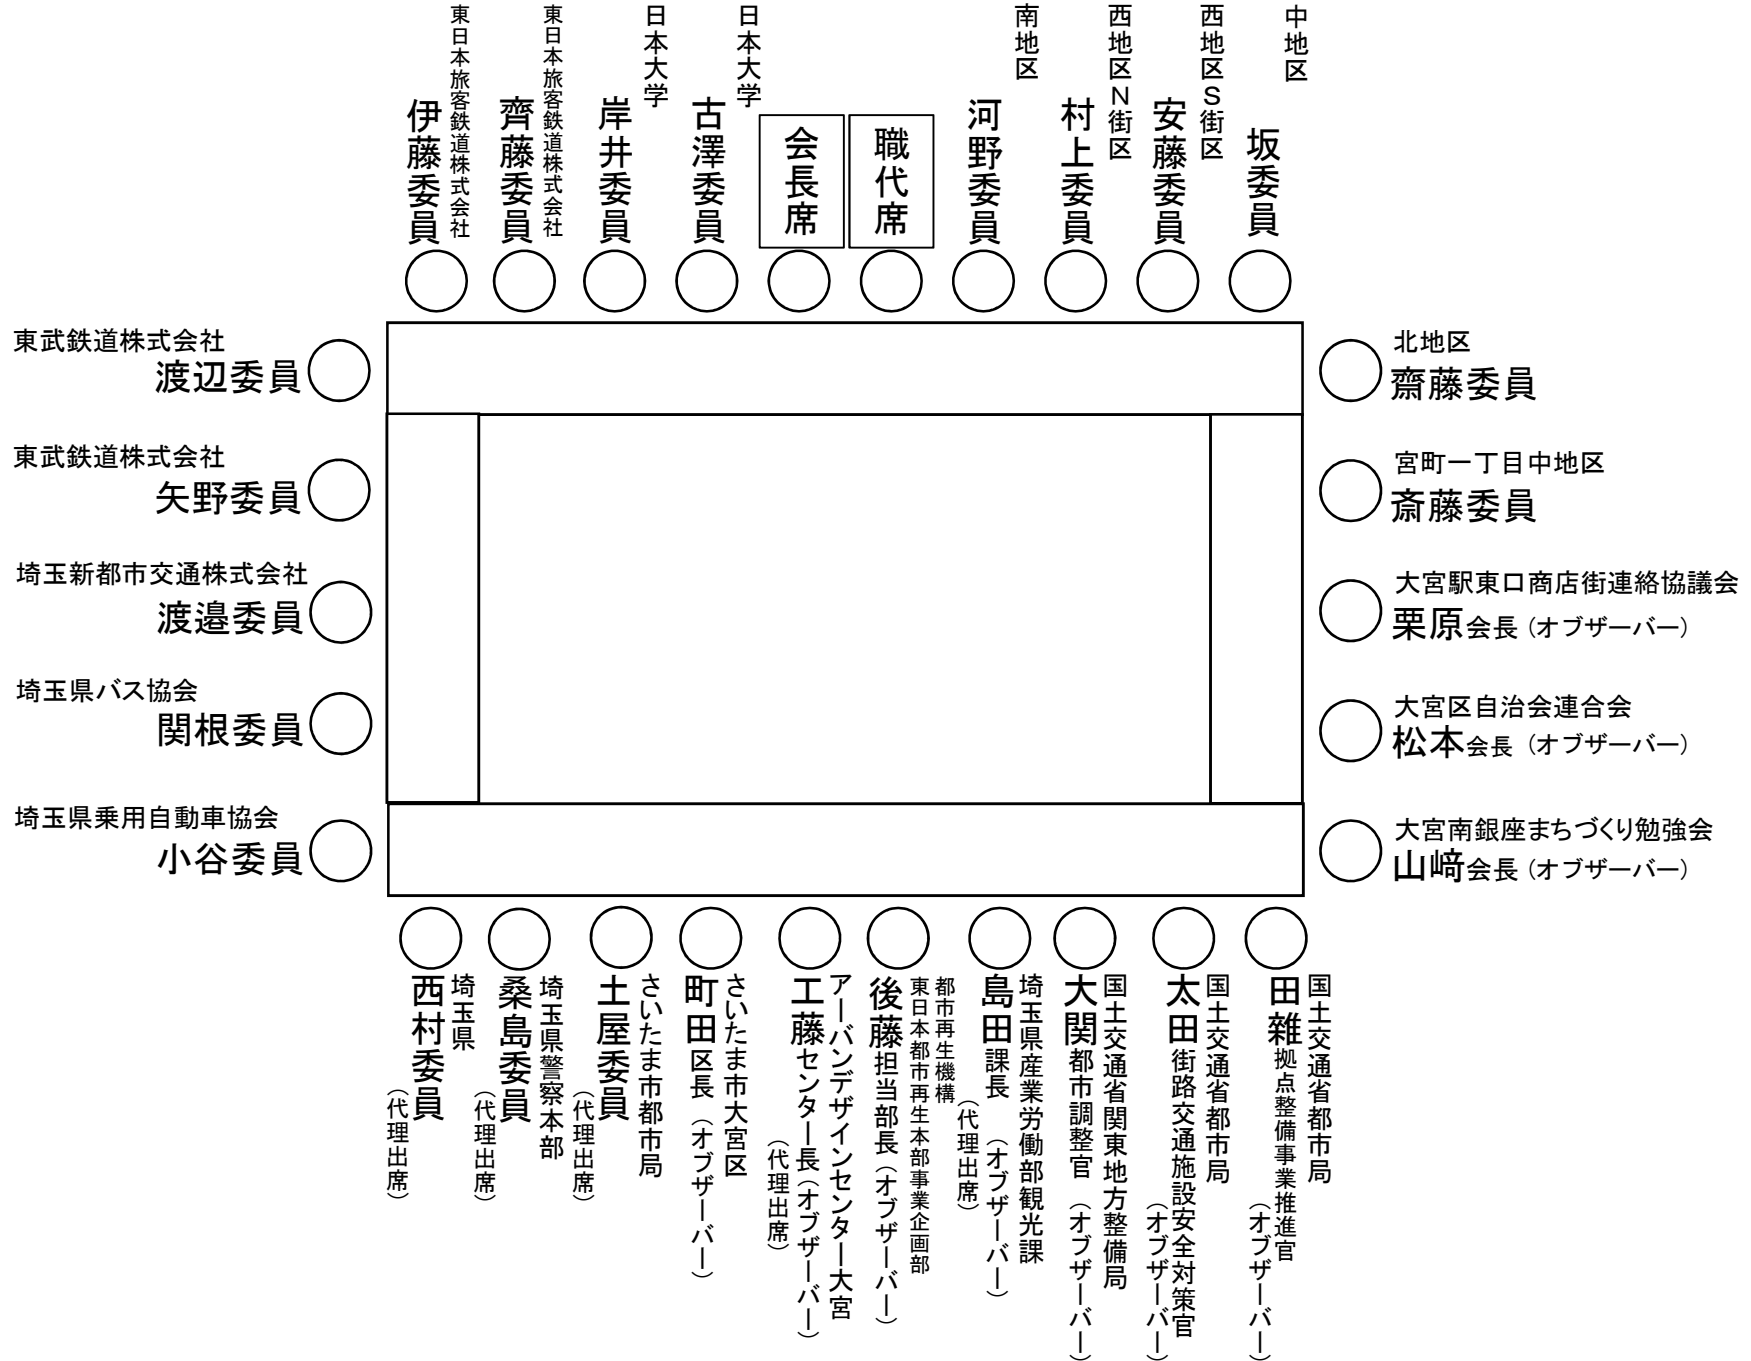 東日本旅客鉄道株式会社
伊藤委員
東日本旅客鉄道株式会社
齊藤委員
日本大学
岸井委員
日本大学
古澤委員
会長席
職代席
南地区
河野委員
西地区N街区
村上委員
西地区S街区
安藤委員
中地区
坂委員
東武鉄道株式会社
渡辺委員
東武鉄道株式会社
矢野委員
埼玉新都市交通株式会社
渡邉委員
埼玉県バス協会
関根委員
埼玉県乗用自動車協会
小谷委員
北地区
齋藤委員
宮町一丁目中地区
斎藤委員
大宮駅東口商店街連絡協議会
栗原会長（オブザーバー）
大宮区自治会連合会
松本会長（オブザーバー）
大宮南銀座まちづくり勉強会
山﨑会長（オブザーバー）
埼玉県
西村委員
（代理出席）
埼玉県警察本部
桑島委員
（代理出席）
さいたま市都市局
土屋委員
（代理出席）
さいたま市大宮区
町田区長（オブザーバー）
アーバンデザインセンター大宮
工藤センター長（オブザーバー）
（代理出席）
都市再生機構
東日本都市再生本部事業企画部
後藤担当部長（オブザーバー）
埼玉県産業労働部観光課
島田課長（オブザーバー）
（代理出席）
国土交通省関東地方整備局
大関都市調整官（オブザーバー）
国土交通省都市局
太田街路交通施設安全対策官
（オブザーバー）
国土交通省都市局
田雜拠点整備事業推進官
（オブザーバー）